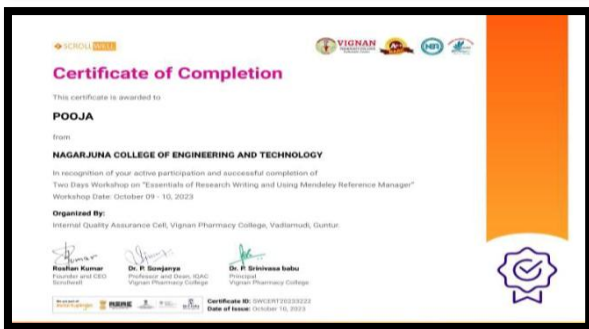 SCROLLWELL
VIGNAN
Certificate of Completion
This certificate is awarded to
POOJA
from
NAGARJUNA COLLEGE OF ENGINEERING AND TECHNOLOGY
In recognition of your active participation and successful completion of
Two Days Workshop on "Essentials of Research Writing and Using Mendeley Reference Manager"
Workshop Date: October 09 - 10, 2023
Organized By:
Internal Quality Assurance Cell, Vignan Pharmacy College, Vadlamudi, Guntur.
Roshan Kumar
Founder and CEO
Scrollwell
Dr. P. Sowjanya
Professor and Dean, IQAC
Vignan Pharmacy College
Dr. P. Srinivasa babu
Principal
Vignan Pharmacy College
Certificate ID: SWCERT20233222
Date of Issue: October 10, 2023